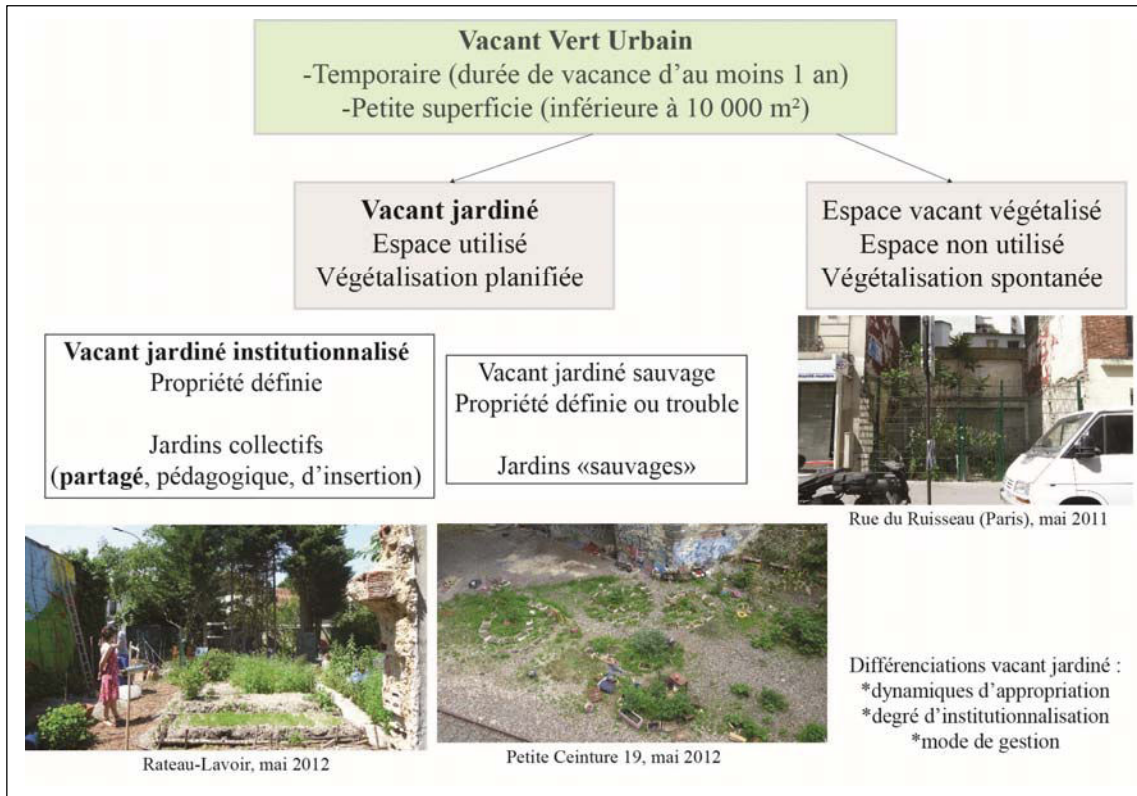 Vacant Vert Urbain
-Temporaire (durée de vacance d'au moins 1 an)
-Petite superficie (inférieure à 10 000 m²)
Vacant jardiné
Espace utilisé
Végétalisation planifiée
Espace vacant végétalisé
Espace non utilisé
Végétalisation spontanée
Vacant jardiné institutionnalisé
Propriété définie
Jardins collectifs
(partagé, pédagogique, d'insertion)
Vacant jardiné sauvage
Propriété définie ou trouble
Jardins «sauvages»
Rue du Ruisseau (Paris), mai 2011
Rateau-Lavoir, mai 2012
Petite Ceinture 19, mai 2012
Différenciations vacant jardiné :
*dynamiques d'appropriation
*degré d'institutionnalisation
*mode de gestion